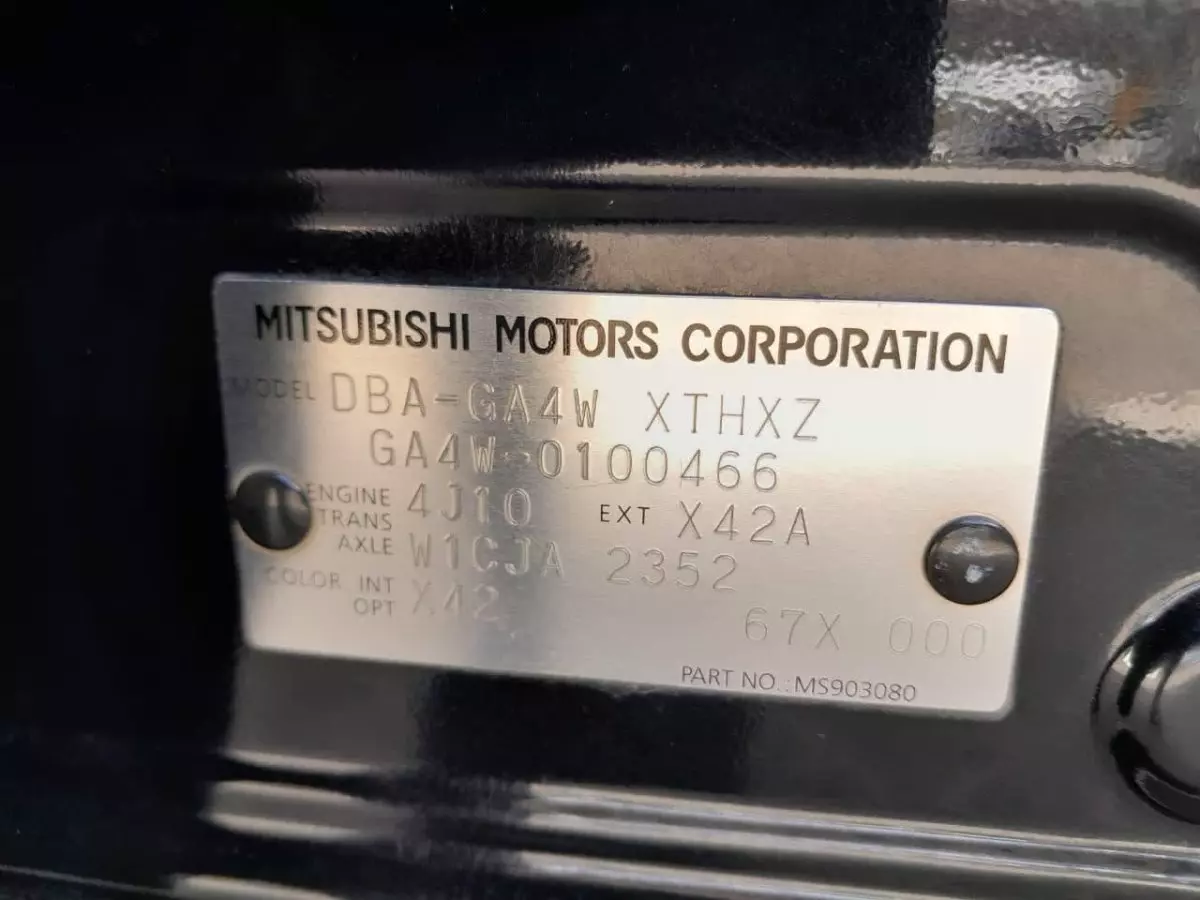 MITSUBISHI MOTORS CORPORATION
MODEL DBA-GA4W XTHXZ
GA4W-0100466
ENGINE 4J10 EXT X42A
TRANS
AXLE W1CJA 2352
COLOR INT X42
OPT 67X 000
PART NO.:MS903080